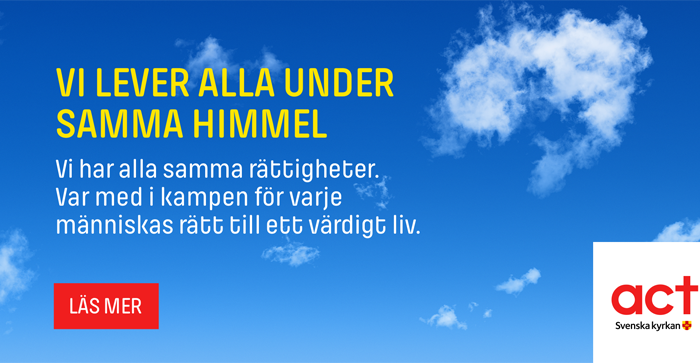 VI LEVER ALLA UNDER
SAMMA HIMMEL
Vi har alla samma rättigheter.
Var med i kampen för varje
människas rätt till ett värdigt liv.
LÄS MER
act
Svenska kyrkan